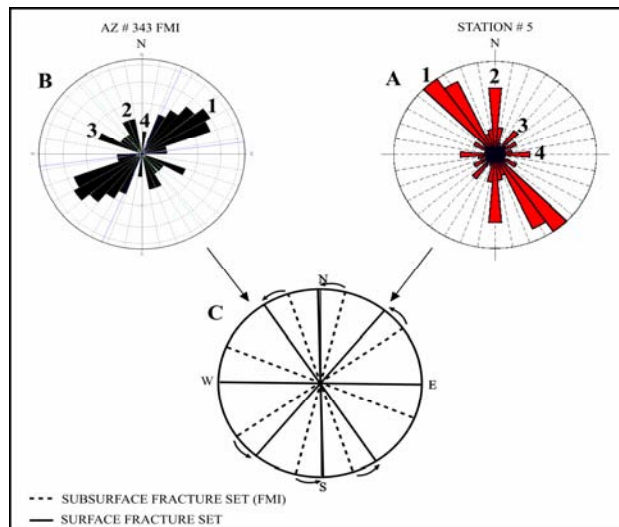 AZ # 343 FMI
N
B
1
2
4
3
STATION # 5
N
A
1
2
3
4
C
N
W
E
S
SUBSURFACE FRACTURE SET (FMI)
SURFACE FRACTURE SET